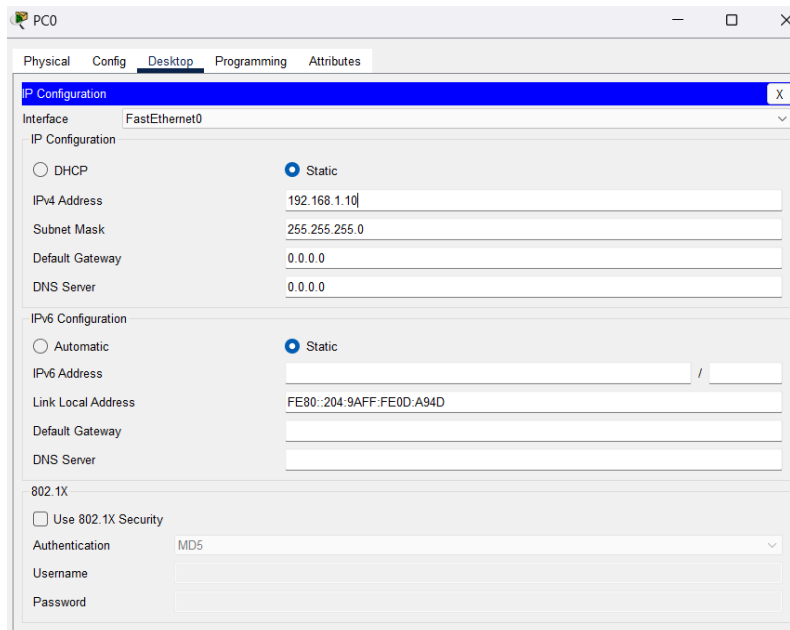 PC0
Physical Config Desktop Programming Attributes
IP Configuration X
Interface FastEthernet0
IP Configuration
DHCP Static
IPv4 Address 192.168.1.10
Subnet Mask 255.255.255.0
Default Gateway 0.0.0.0
DNS Server 0.0.0.0
IPv6 Configuration
Automatic Static
IPv6 Address /
Link Local Address FE80::204:9AFF:FE0D:A94D
Default Gateway
DNS Server
802.1X
Use 802.1X Security
Authentication MD5
Username
Password